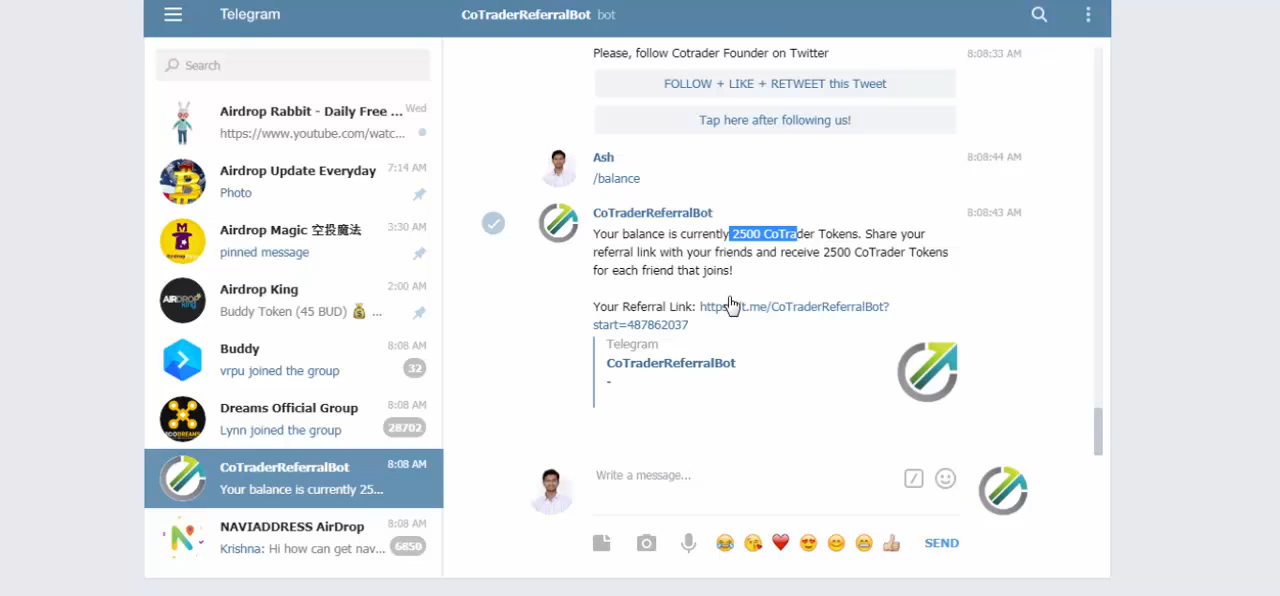 Telegram
CoTraderReferralBot bot
Search
Airdrop Rabbit - Daily Free ... Wed
https://www.youtube.com/watc...
Airdrop Update Everyday 7:14 AM
Photo
Airdrop Magic 空投魔法 3:30 AM
pinned message
Airdrop King 2:00 AM
Buddy Token (45 BUD) 💰 ...
Buddy 8:08 AM
vrpu joined the group 32
Dreams Official Group 8:08 AM
Lynn joined the group 28702
CoTraderReferralBot 8:08 AM
Your balance is currently 25...
NAVIADDRESS AirDrop 8:08 AM
Krishna: Hi how can get nav... 6850
Please, follow Cotrader Founder on Twitter 8:08:33 AM
FOLLOW + LIKE + RETWEET this Tweet
Tap here after following us!
Ash 8:08:44 AM
/balance
CoTraderReferralBot 8:08:43 AM
Your balance is currently 2500 CoTrader Tokens. Share your
referral link with your friends and receive 2500 CoTrader Tokens
for each friend that joins!
Your Referral Link: https://t.me/CoTraderReferralBot?
start=487862037
Telegram
CoTraderReferralBot
-
Write a message...
SEND